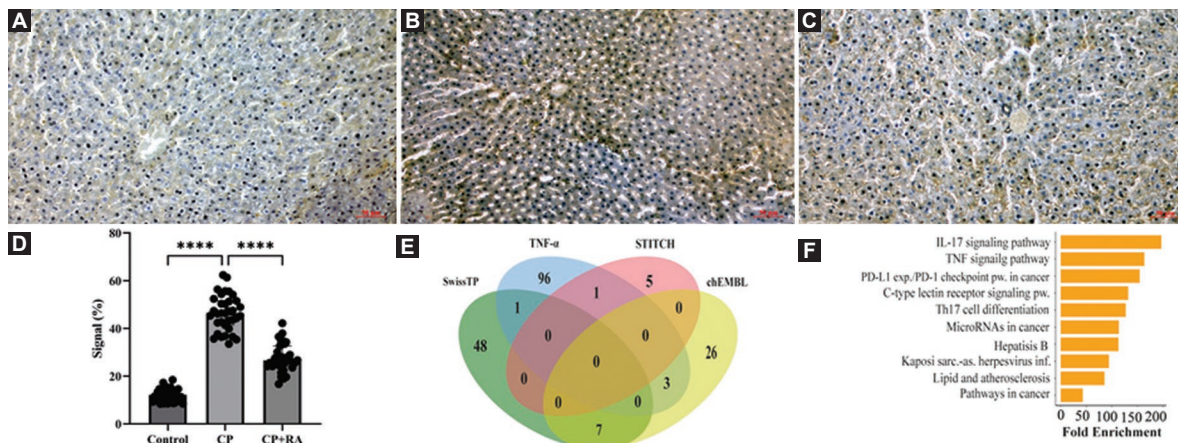 A
B
C
D
80
60
40
20
0
Signal (%)
****
****
Control
CP
CP+RA
E
TNF-α
STITCH
SwissTP
chEMBL
96
5
1
1
0
48
0
0
26
0
0
3
0
0
7
F
IL-17 signaling pathway
TNF signailg pathway
PD-L1 exp./PD-1 checkpoint pw. in cancer
C-type lectin receptor signaling pw.
Th17 cell differentiation
MicroRNAs in cancer
Hepatisis B
Kaposi sarc.-as. herpesvirus inf.
Lipid and atherosclerosis
Pathways in cancer
0 50 100 150 200
Fold Enrichment